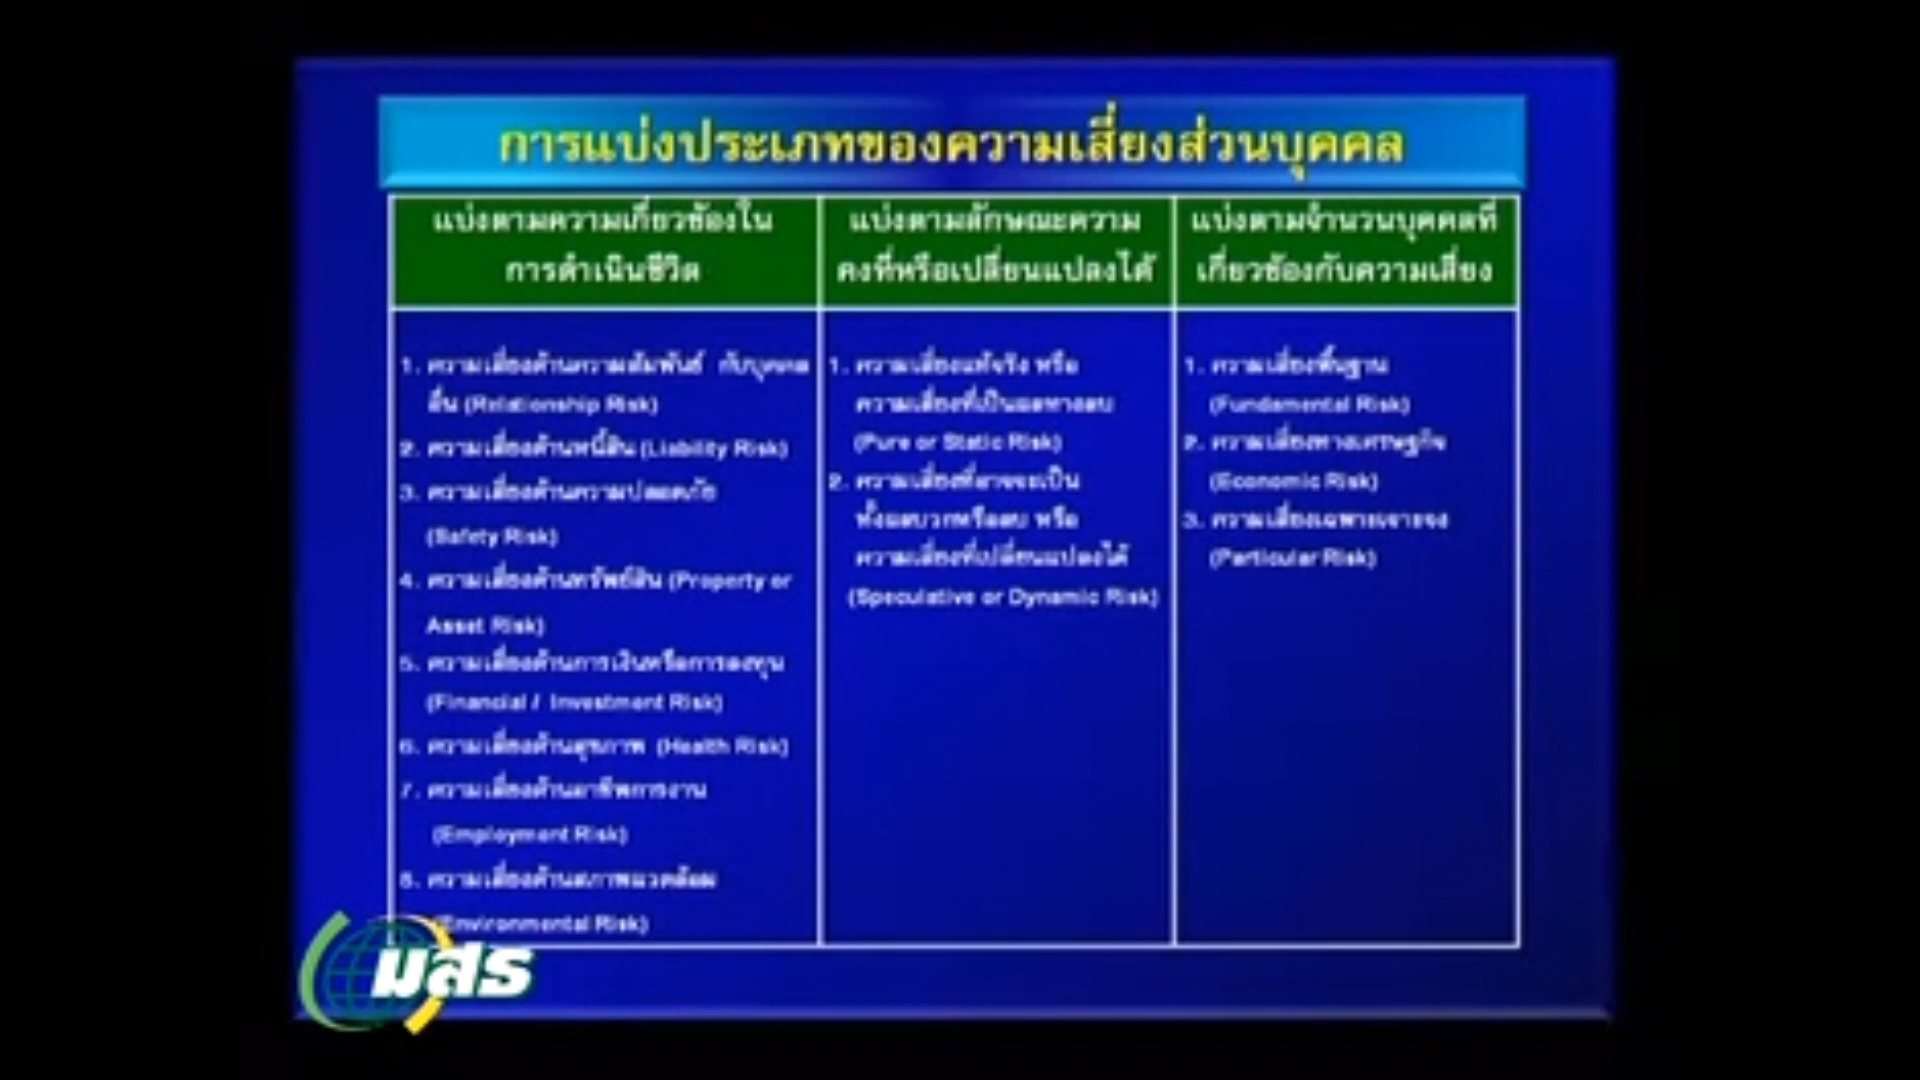 การแบ่งประเภทของความเสี่ยงส่วนบุคคล
แบ่งตามความเกี่ยวข้องใน
การดำเนินชีวิต
1. ความเสี่ยงด้านความสัมพันธ์ กับบุคคล
อื่น (Relationship Risk)
2. ความเสี่ยงด้านหนี้สิน (Liability Risk)
3. ความเสี่ยงด้านความปลอดภัย
(Safety Risk)
4. ความเสี่ยงด้านทรัพย์สิน (Property or
Asset Risk)
5. ความเสี่ยงด้านการเงินหรือการลงทุน
(Financial / Investment Risk)
6. ความเสี่ยงด้านสุขภาพ (Health Risk)
7. ความเสี่ยงด้านอาชีพการงาน
(Employment Risk)
8. ความเสี่ยงด้านสภาพแวดล้อม
(Environmental Risk)
แบ่งตามลักษณะความ
คงที่หรือเปลี่ยนแปลงได้
1. ความเสี่ยงแท้จริง หรือ
ความเสี่ยงที่เป็นผลทางลบ
(Pure or Static Risk)
2. ความเสี่ยงที่อาจจะเป็น
ทั้งผลบวกหรือลบ หรือ
ความเสี่ยงที่เปลี่ยนแปลงได้
(Speculative or Dynamic Risk)
แบ่งตามจำนวนบุคคลที่
เกี่ยวข้องกับความเสี่ยง
1. ความเสี่ยงพื้นฐาน
(Fundamental Risk)
2. ความเสี่ยงทางเศรษฐกิจ
(Economic Risk)
3. ความเสี่ยงเฉพาะเจาะจง
(Particular Risk)
มสธ